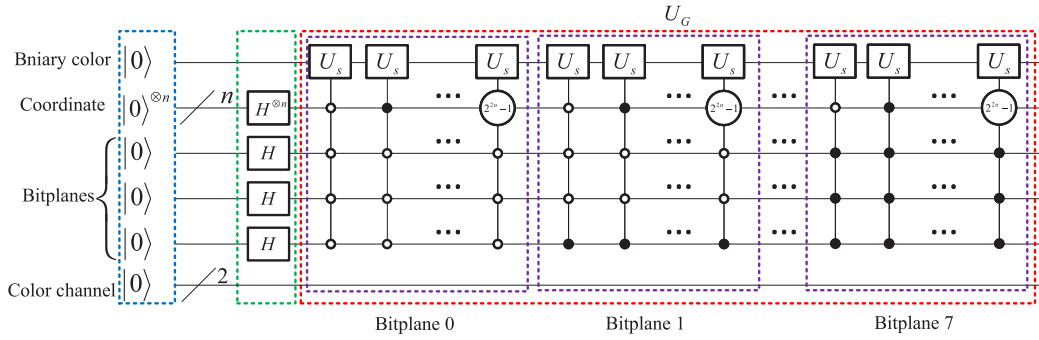 U_G
Bniary color |0⟩ U_s U_s U_s U_s U_s U_s U_s U_s U_s
Coordinate |0⟩^{⊗n} n H^{⊗n} ... 2^{2n}−1 ... 2^{2n}−1 ... ... 2^{2n}−1
|0⟩ H ... ... ... ...
Bitplanes |0⟩ H ... ... ... ...
|0⟩ H ... ... ... ...
Color channel |0⟩ 2
Bitplane 0 Bitplane 1 Bitplane 7